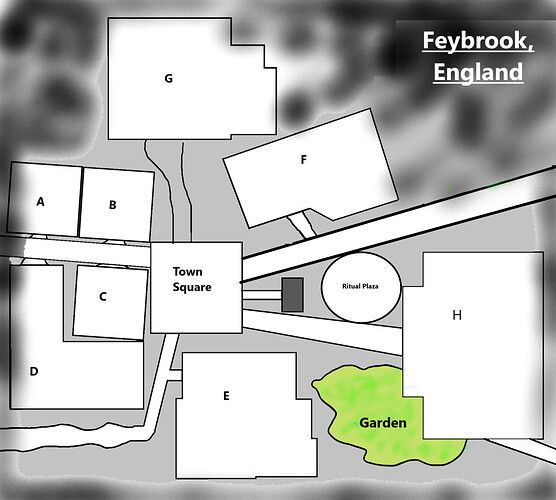 Feybrook,
England
G
F
A
B
Town
Square
Ritual Plaza
C
H
D
E
Garden